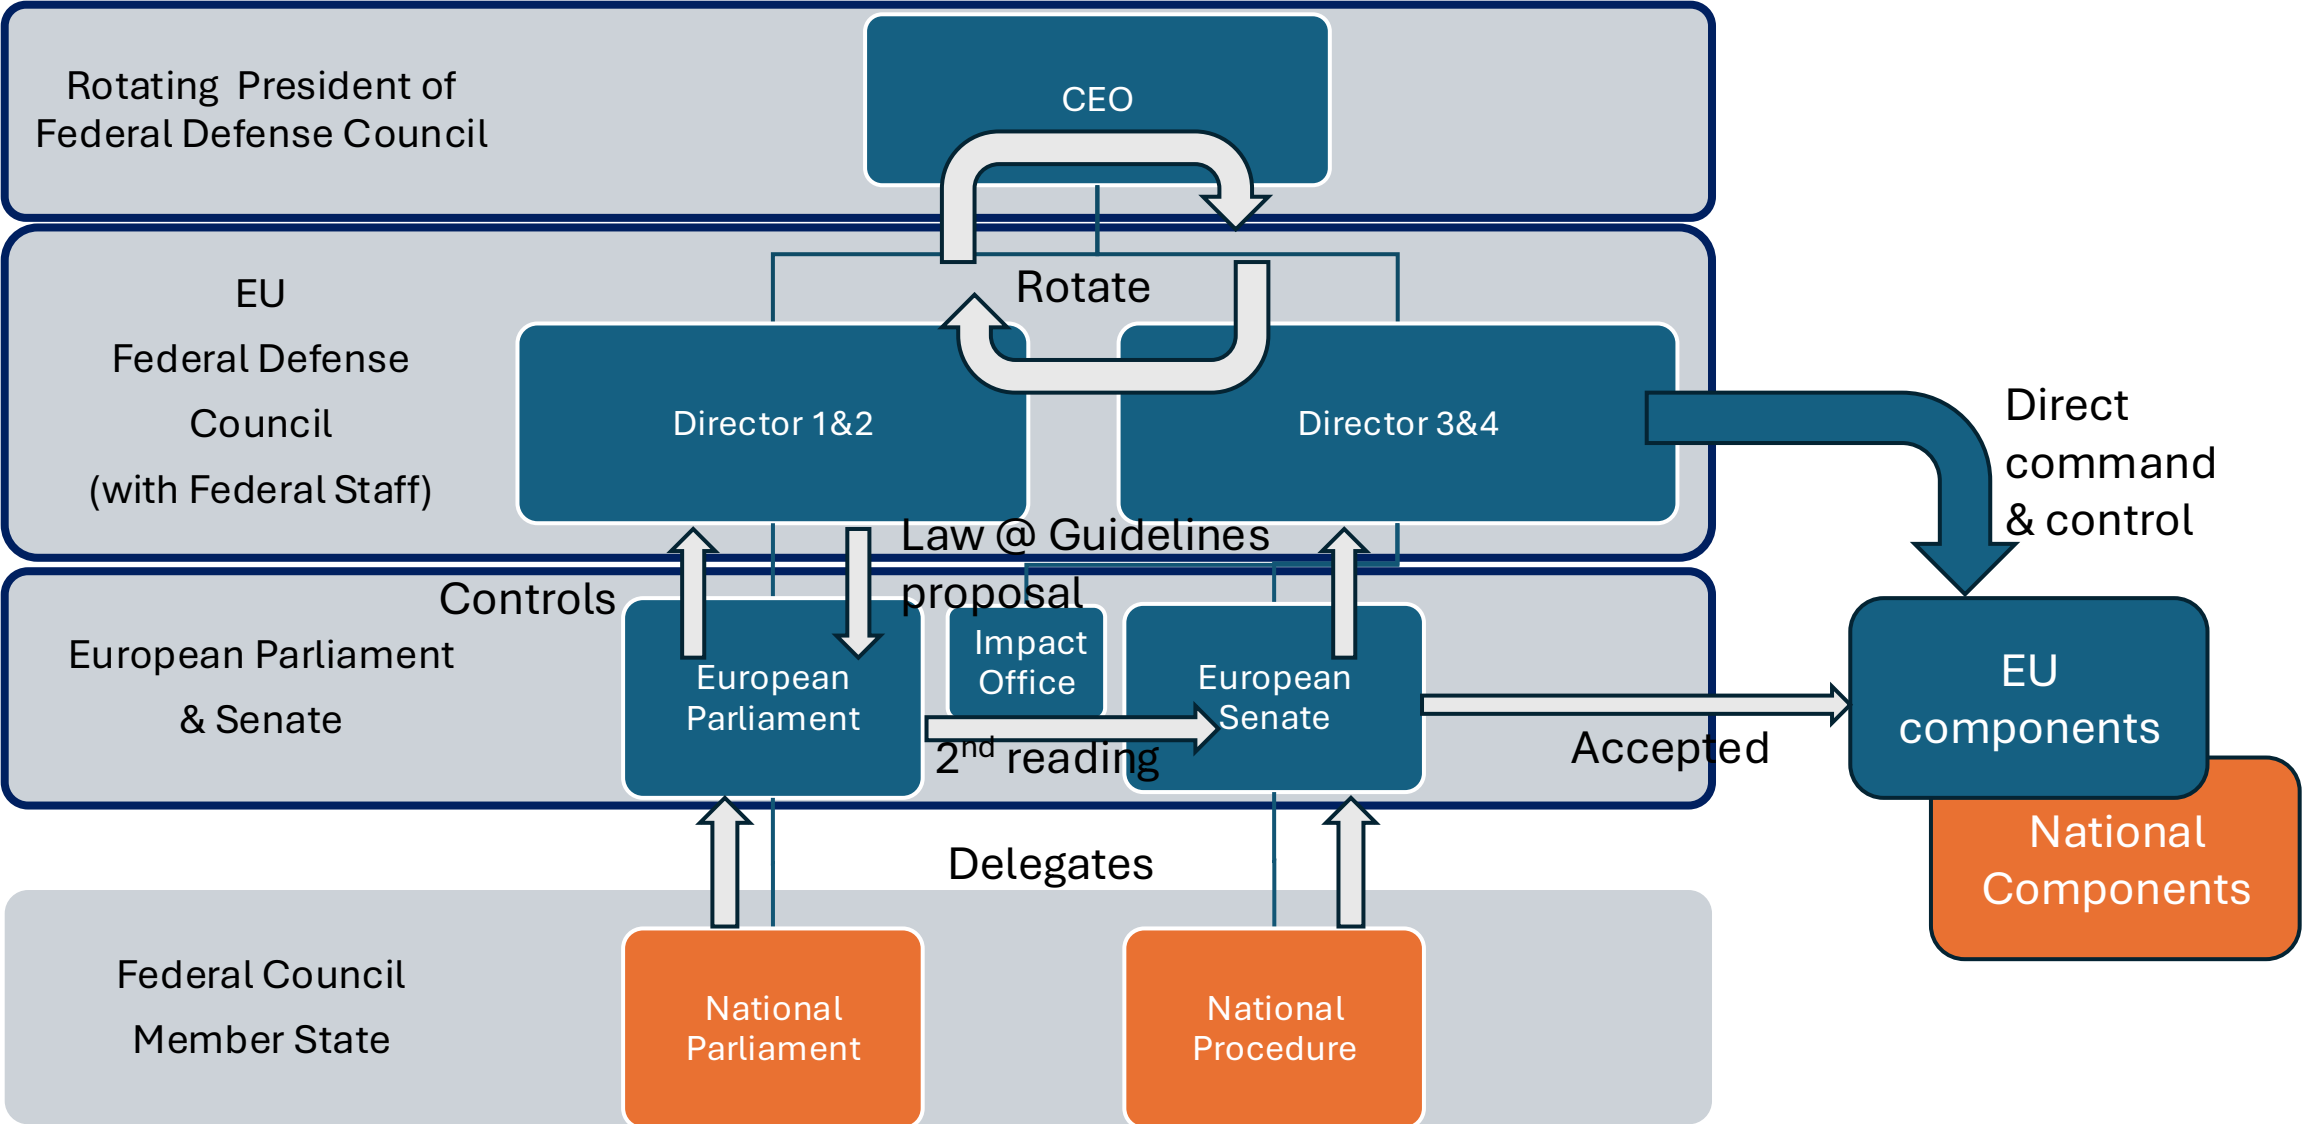 Rotating  President of
Federal Defense Council
CEO
EU
Federal Defense
Council
(with Federal Staff)
Rotate
Director 1&2
Director 3&4
Direct
command
& control
Law @ Guidelines
proposal
Controls
European Parliament
& Senate
European
Parliament
Impact
Office
European
Senate
2nd reading
Accepted
EU
components
National
Components
Delegates
Federal Council
Member State
National
Parliament
National
Procedure